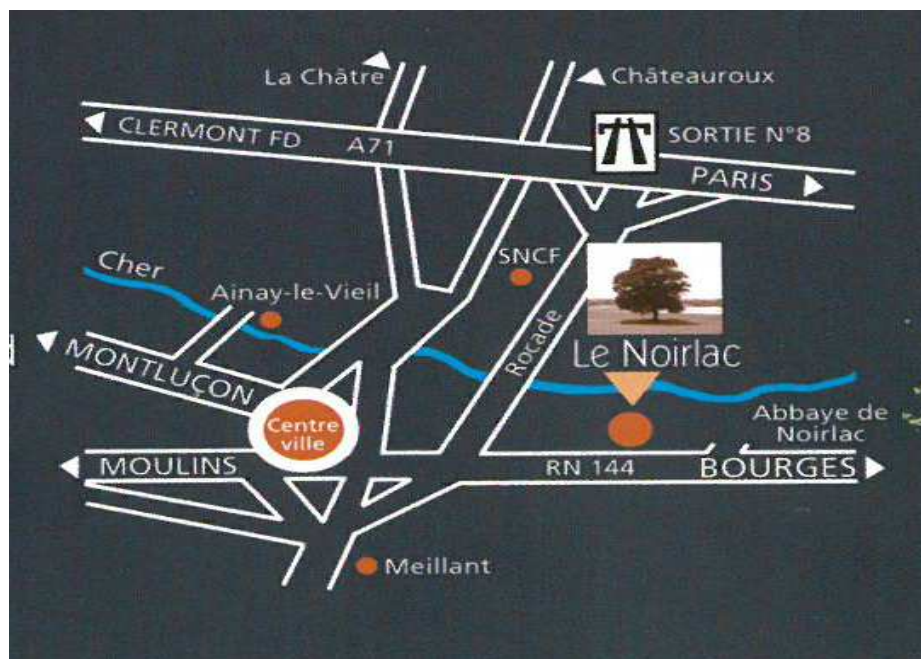 La Châtre
Châteauroux
CLERMONT FD
A71
SORTIE N°8
PARIS
Cher
Ainay-le-Vieil
SNCF
Rocade
Le Noirlac
MONTLUÇON
Centre
ville
Abbaye de
Noirlac
MOULINS
RN 144
BOURGES
Meillant